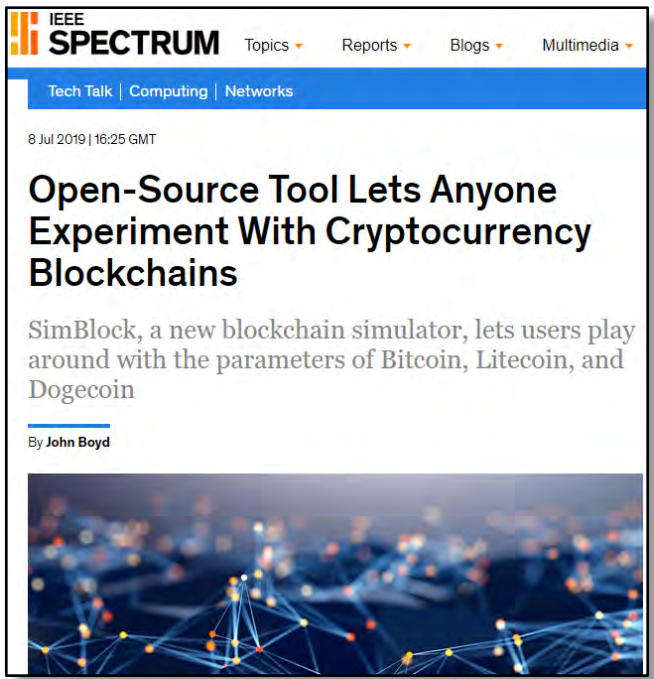 IEEE
SPECTRUM
Topics Reports Blogs Multimedia
Tech Talk | Computing | Networks
8 Jul 2019 | 16:25 GMT
Open-Source Tool Lets Anyone
Experiment With Cryptocurrency
Blockchains
SimBlock, a new blockchain simulator, lets users play
around with the parameters of Bitcoin, Litecoin, and
Dogecoin
By John Boyd